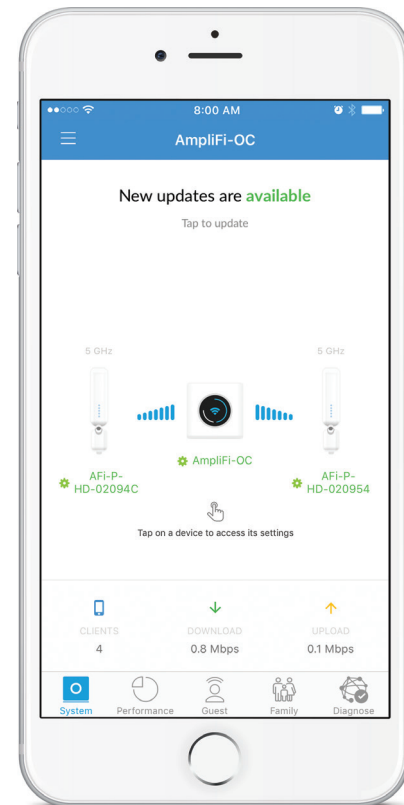 8:00 AM
AmpliFi-OC
New updates are available
Tap to update
5 GHz
5 GHz
AmpliFi-OC
AFi-P-
HD-02094C
AFi-P-
HD-020954
Tap on a device to access its settings
CLIENTS
DOWNLOAD
UPLOAD
4
0.8 Mbps
0.1 Mbps
System
Performance
Guest
Family
Diagnose